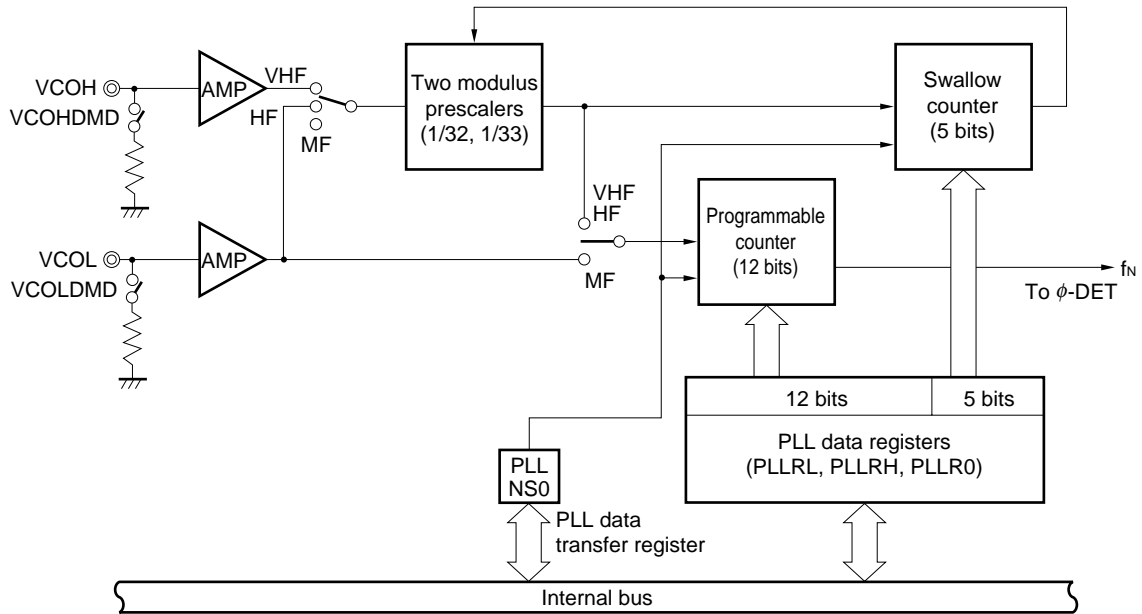 VCOH
VCOHDMD
AMP
VHF
HF
MF
Two modulus
prescalers
(1/32, 1/33)
Swallow
counter
(5 bits)
VCOL
VCOLDMD
AMP
VHF
HF
MF
Programmable
counter
(12 bits)
fN
To ϕ-DET
12 bits
5 bits
PLL data registers
(PLLRL, PLLRH, PLLR0)
PLL
NS0
PLL data
transfer register
Internal bus